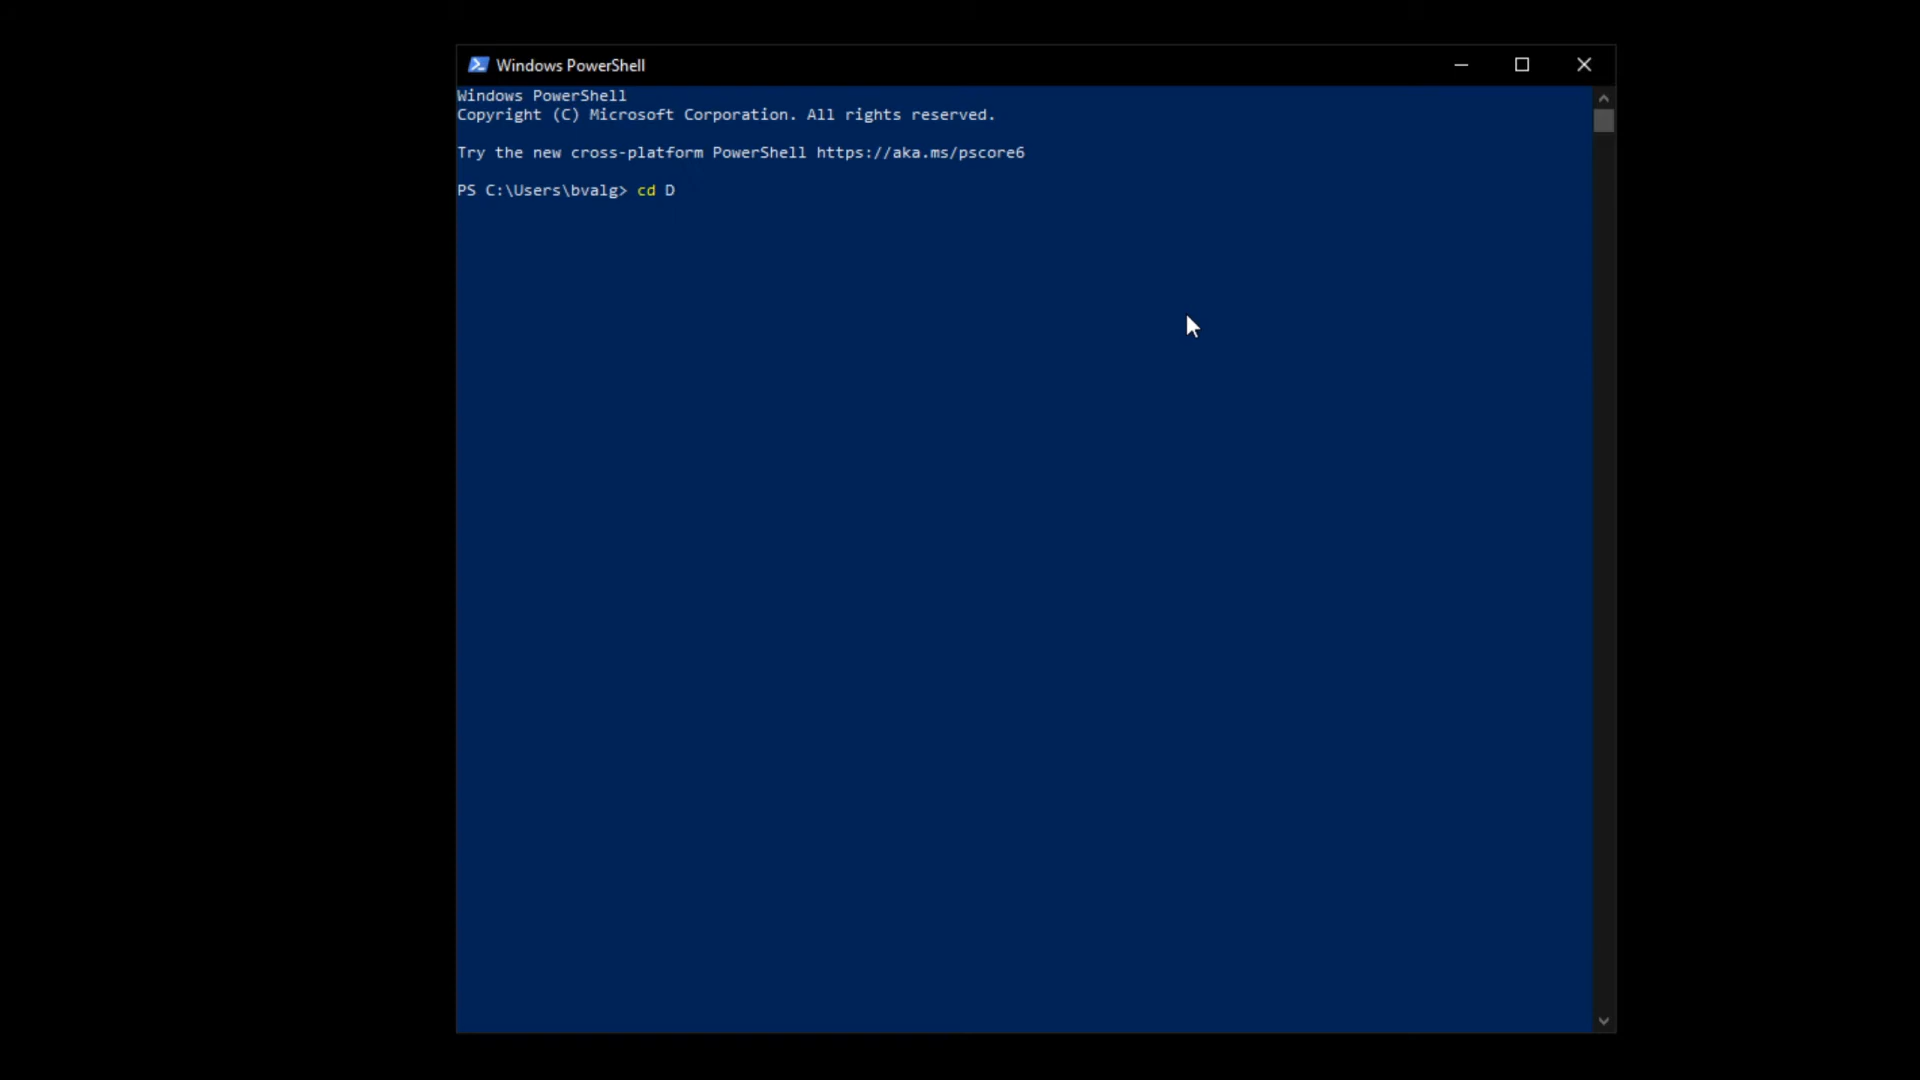 Windows PowerShell
Windows PowerShell
Copyright (C) Microsoft Corporation. All rights reserved.
Try the new cross-platform PowerShell https://aka.ms/pscore6
PS C:\Users\bvalg> cd D